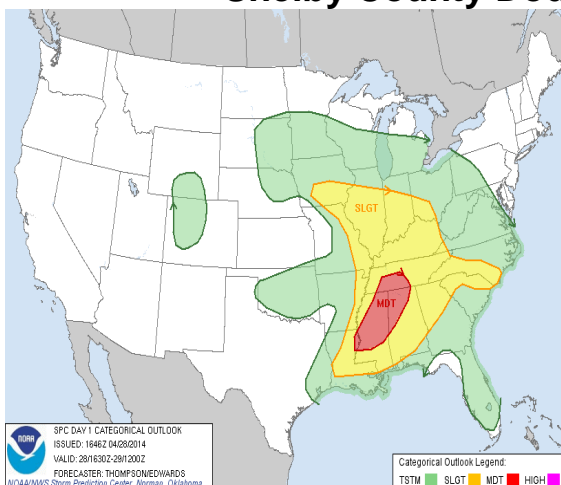 SLGT
MDT
NOAA
SPC DAY 1 CATEGORICAL OUTLOOK
ISSUED: 1646Z 04/28/2014
VALID: 28/1630Z-29/1200Z
FORECASTER: THOMPSON/EDWARDS
NOAA/NWS Storm Prediction Center, Norman, Oklahoma
Categorical Outlook Legend:
TSTM SLGT MDT HIGH